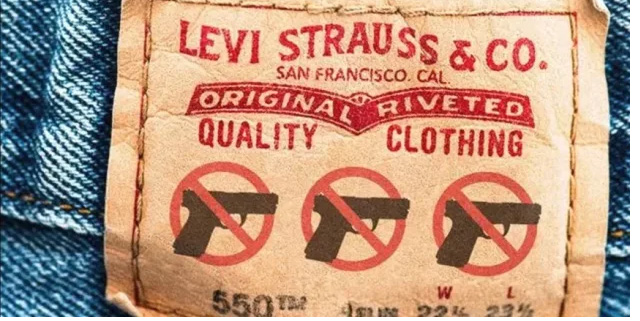 LEVI STRAUSS & CO.
SAN FRANCISCO, CAL.
ORIGINAL RIVETED
QUALITY CLOTHING
W L
550™